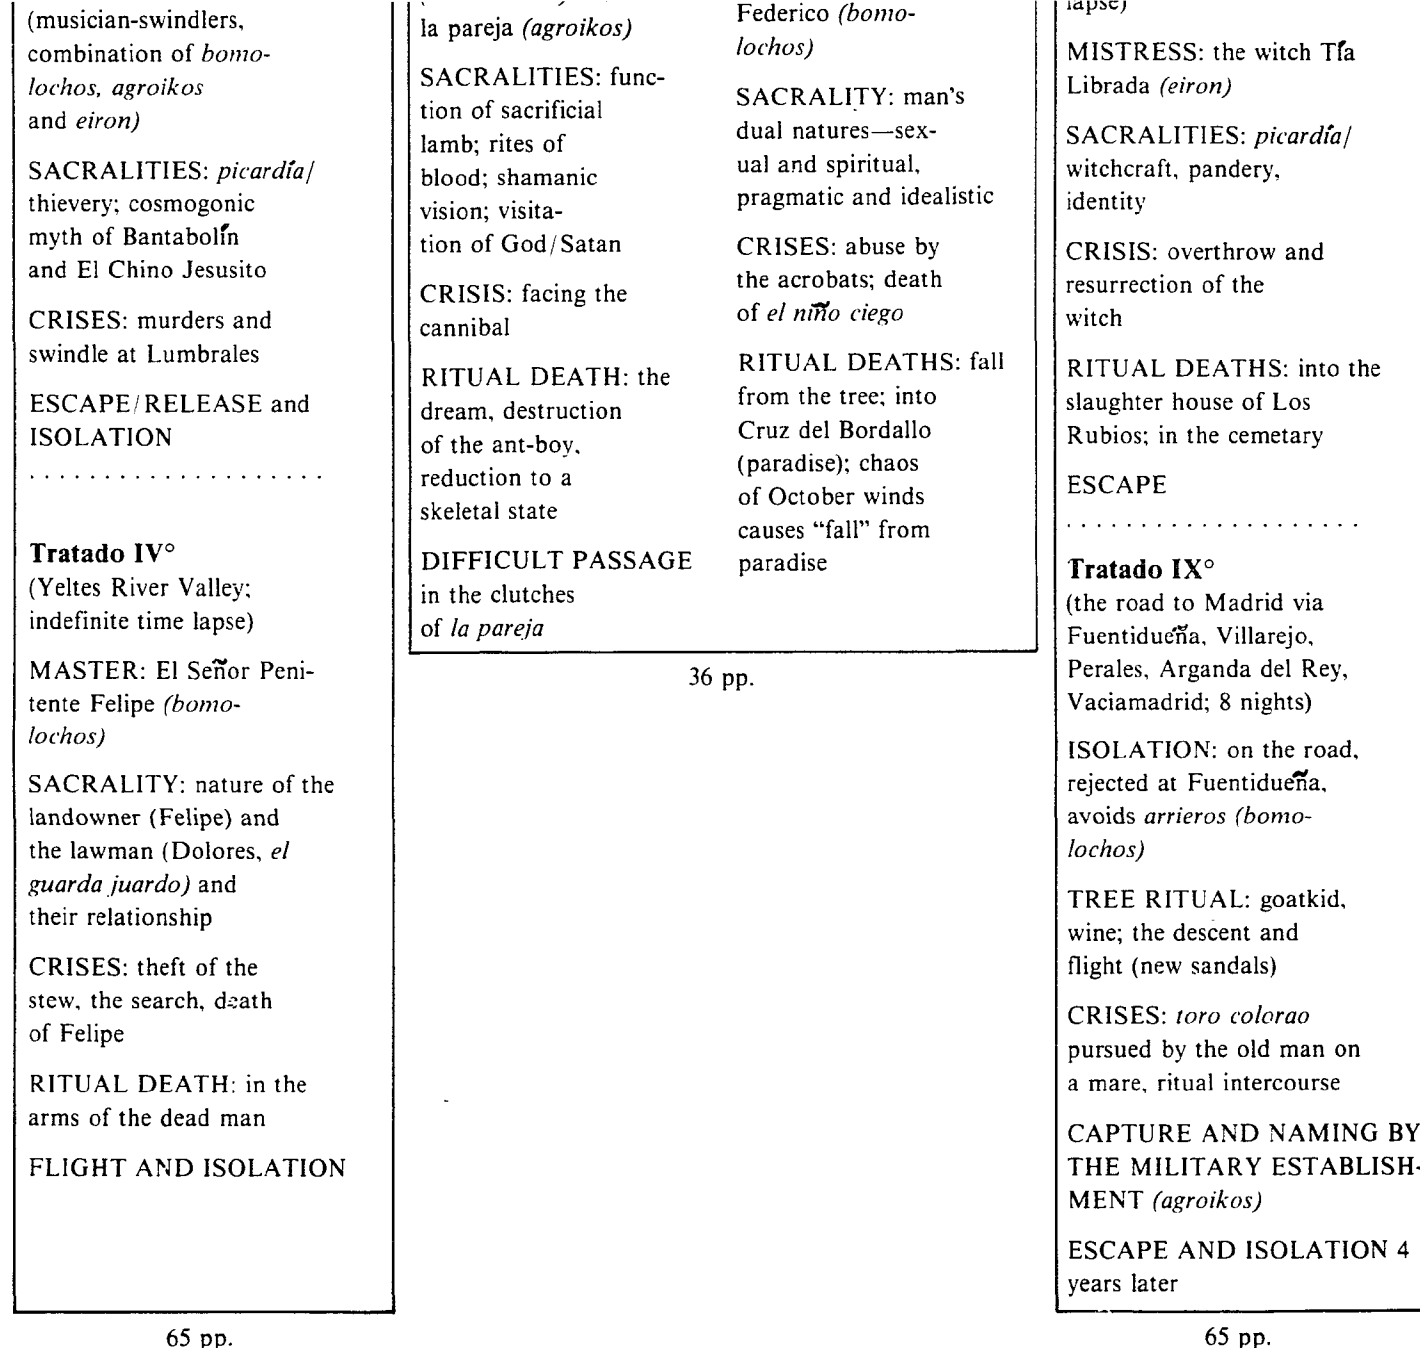 (musician-swindlers,
combination of bomo-
lochos, agroikos
and eiron)
SACRALITIES: picardía/
thievery; cosmogonic
myth of Bantabolín
and El Chino Jesusito
CRISES: murders and
swindle at Lumbrales
ESCAPE/RELEASE and
ISOLATION
. . . . . . . . . . . . . . . . . . . .
Tratado IV°
(Yeltes River Valley;
indefinite time lapse)
MASTER: El Señor Peni-
tente Felipe (bomo-
lochos)
SACRALITY: nature of the
landowner (Felipe) and
the lawman (Dolores, el
guarda juardo) and
their relationship
CRISES: theft of the
stew, the search, death
of Felipe
RITUAL DEATH: in the
arms of the dead man
FLIGHT AND ISOLATION
65 pp.
la pareja (agroikos)
SACRALITIES: func-
tion of sacrificial
lamb; rites of
blood; shamanic
vision; visita-
tion of God/Satan
CRISIS: facing the
cannibal
RITUAL DEATH: the
dream, destruction
of the ant-boy,
reduction to a
skeletal state
DIFFICULT PASSAGE
in the clutches
of la pareja
Federico (bomo-
lochos)
SACRALITY: man's
dual natures—sex-
ual and spiritual,
pragmatic and idealistic
CRISES: abuse by
the acrobats; death
of el niño ciego
RITUAL DEATHS: fall
from the tree; into
Cruz del Bordallo
(paradise); chaos
of October winds
causes “fall” from
paradise
36 pp.
lapse)
MISTRESS: the witch Tía
Librada (eiron)
SACRALITIES: picardía/
witchcraft, pandery,
identity
CRISIS: overthrow and
resurrection of the
witch
RITUAL DEATHS: into the
slaughter house of Los
Rubios; in the cemetary
ESCAPE
. . . . . . . . . . . . . . . . . . . .
Tratado IX°
(the road to Madrid via
Fuentidueña, Villarejo,
Perales, Arganda del Rey,
Vaciamadrid; 8 nights)
ISOLATION: on the road,
rejected at Fuentidueña,
avoids arrieros (bomo-
lochos)
TREE RITUAL: goatkid,
wine; the descent and
flight (new sandals)
CRISES: toro colorao
pursued by the old man on
a mare, ritual intercourse
CAPTURE AND NAMING BY
THE MILITARY ESTABLISH-
MENT (agroikos)
ESCAPE AND ISOLATION 4
years later
65 pp.